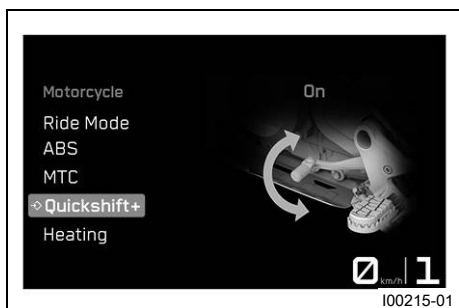 Motorcycle
On
Ride Mode
ABS
MTC
Quickshift+
Heating
0 km/h 1
I00215-01